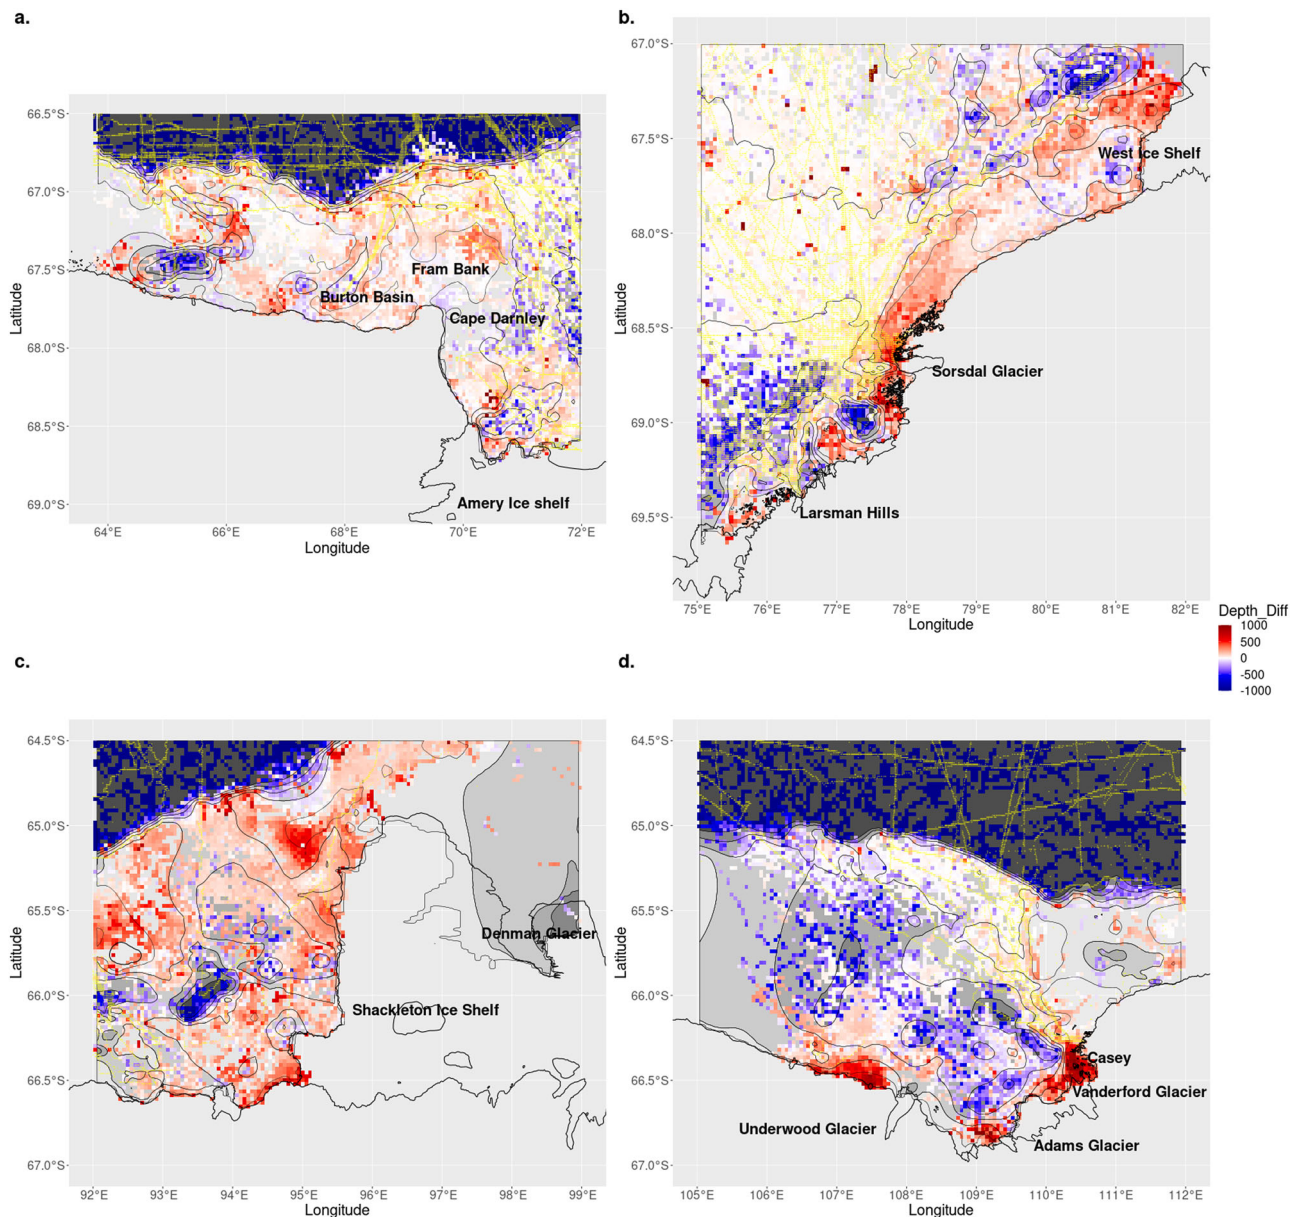 a.
66.5°S
67.0°S
67.5°S
68.0°S
68.5°S
69.0°S
Latitude
Fram Bank
Burton Basin
Cape Darnley
Amery Ice shelf
64°E
66°E
68°E
70°E
72°E
Longitude
b.
67.0°S
67.5°S
68.0°S
68.5°S
69.0°S
69.5°S
Latitude
West Ice Shelf
Sorsdal Glacier
Larsman Hills
75°E
76°E
77°E
78°E
79°E
80°E
81°E
82°E
Longitude
Depth_Diff
1000
500
0
-500
-1000
c.
64.5°S
65.0°S
65.5°S
66.0°S
66.5°S
67.0°S
Latitude
Denman Glacier
Shackleton Ice Shelf
92°E
93°E
94°E
95°E
96°E
97°E
98°E
99°E
Longitude
d.
64.5°S
65.0°S
65.5°S
66.0°S
66.5°S
67.0°S
Latitude
Casey
Vanderford Glacier
Underwood Glacier
Adams Glacier
105°E
106°E
107°E
108°E
109°E
110°E
111°E
112°E
Longitude